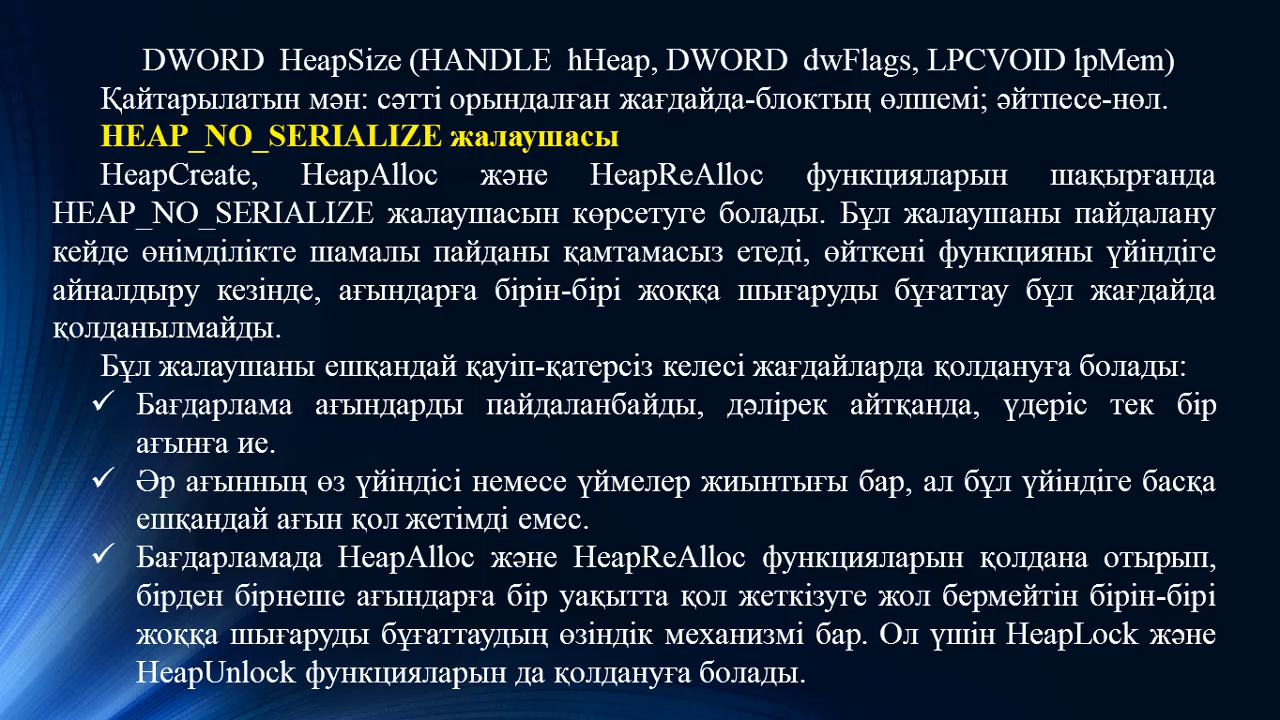 DWORD HeapSize (HANDLE hHeap, DWORD dwFlags, LPCVOID lpMem)
Қайтарылатын мән: сәтті орындалған жағдайда-блоктың өлшемі; әйтпесе-нөл.
HEAP_NO_SERIALIZE жалаушасы
HeapCreate, HeapAlloc және HeapReAlloc функцияларын шақырғанда
HEAP_NO_SERIALIZE жалаушасын көрсетуге болады. Бұл жалаушаны пайдалану
кейде өнімділікте шамалы пайданы қамтамасыз етеді, өйткені функцияны үйіндіге
айналдыру кезінде, ағындарға бірін-бірі жоққа шығаруды бұғаттау бұл жағдайда
қолданылмайды.
Бұл жалаушаны ешқандай қауіп-қатерсіз келесі жағдайларда қолдануға болады:
✓ Бағдарлама ағындарды пайдаланбайды, дәлірек айтқанда, үдеріс тек бір
ағынға ие.
✓ Әр ағынның өз үйіндісі немесе үймелер жиынтығы бар, ал бұл үйіндіге басқа
ешқандай ағын қол жетімді емес.
✓ Бағдарламада HeapAlloc және HeapReAlloc функцияларын қолдана отырып,
бірден бірнеше ағындарға бір уақытта қол жеткізуге жол бермейтін бірін-бірі
жоққа шығаруды бұғаттаудың өзіндік механизмі бар. Ол үшін HeapLock және
HeapUnlock функцияларын да қолдануға болады.